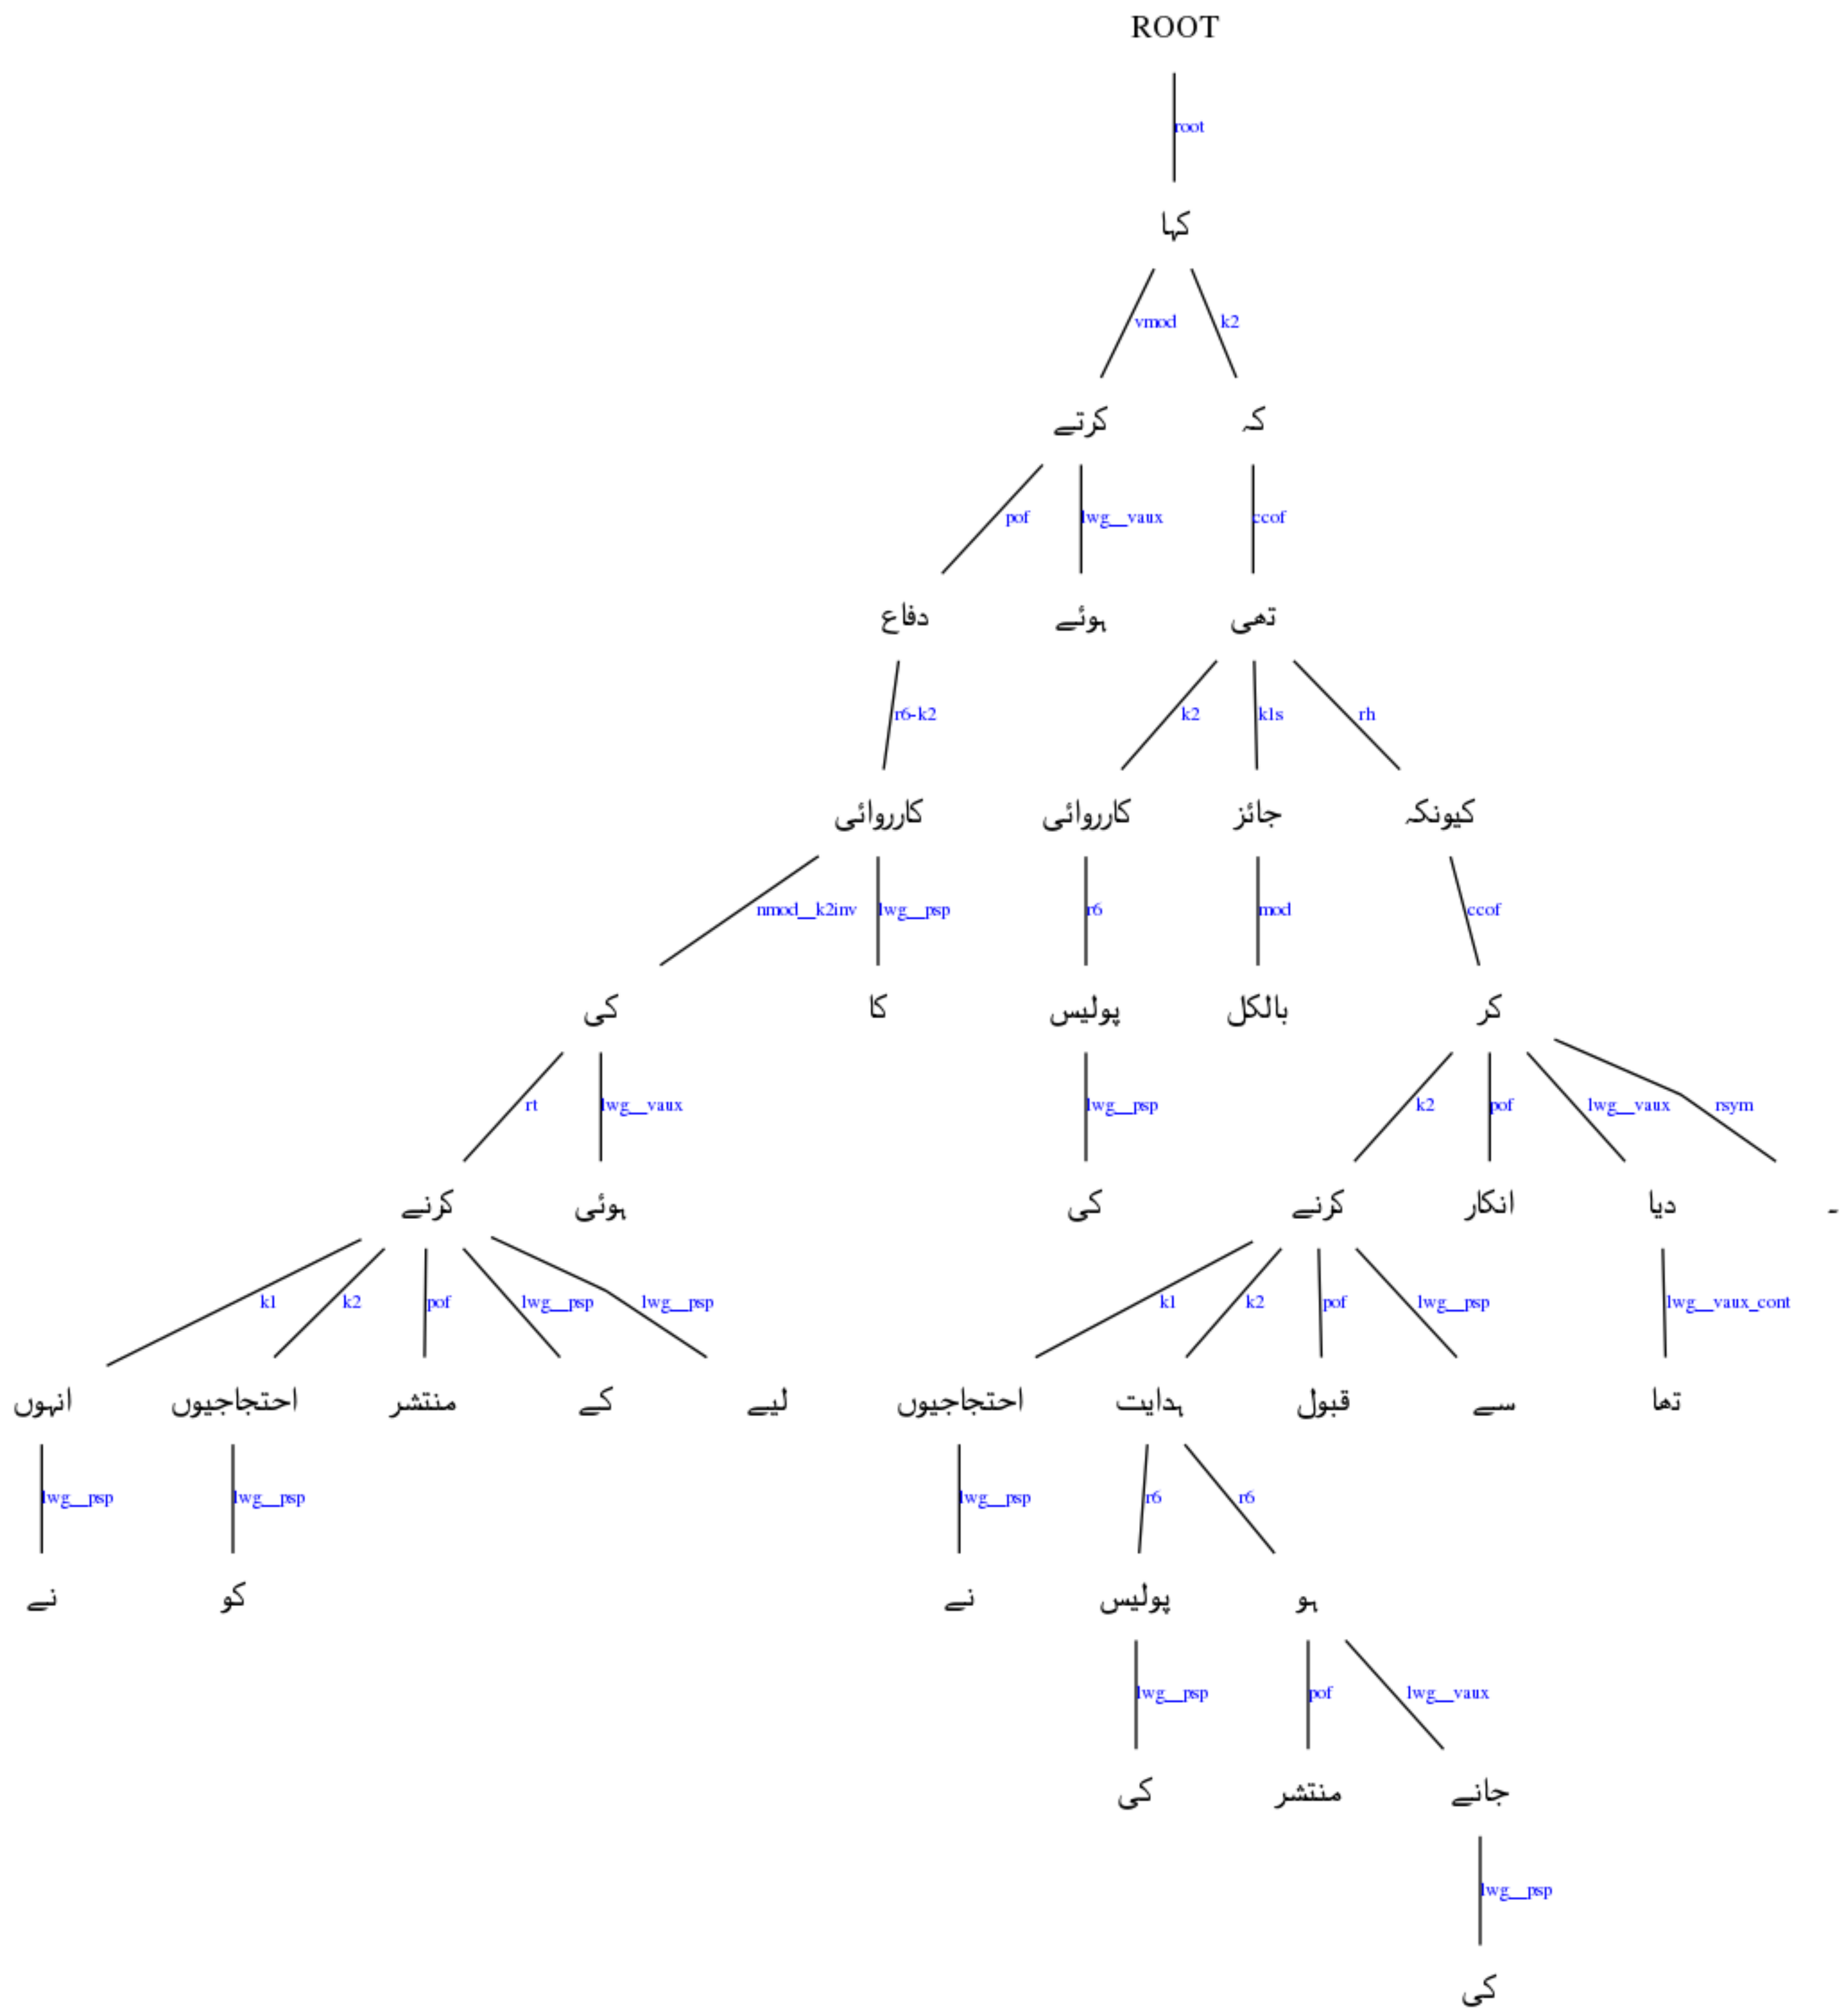 ROOT
root
کہا
vmod k2
کرتے کہ
pof lwg__vaux ccof
دفاع ہوئے تھی
r6-k2 k2 k1s rh
کارروائی کارروائی جائز کیونکہ
nmod__k2inv lwg__psp r6 mod ccof
کی کا پولیس بالکل کر
rt lwg__vaux lwg__psp k2 pof lwg__vaux rsym
کرنے ہوئی کی کرنے انکار دیا ۔
k1 k2 pof lwg__psp lwg__psp k1 k2 pof lwg__psp lwg__vaux_cont
انہوں احتجاجیوں منتشر کے لیے احتجاجیوں ہدایت قبول سے تھا
lwg__psp lwg__psp lwg__psp r6 r6
نے کو نے پولیس ہو
lwg__psp pof lwg__vaux
کی منتشر جانے
lwg__psp
کی